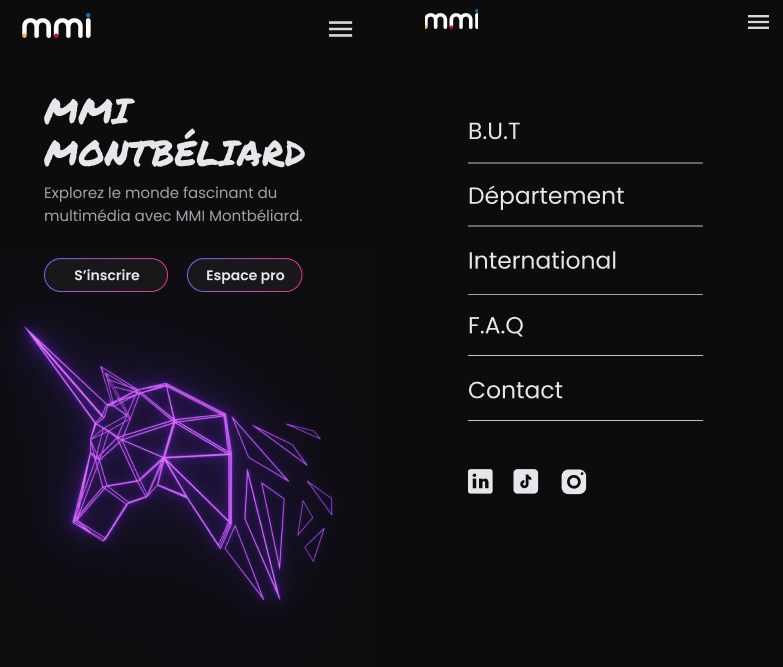 mmi
MMI
MONTBÉLIARD
Explorez le monde fascinant du
multimédia avec MMI Montbéliard.
S'inscrire
Espace pro
mmi
B.U.T
Département
International
F.A.Q
Contact
in